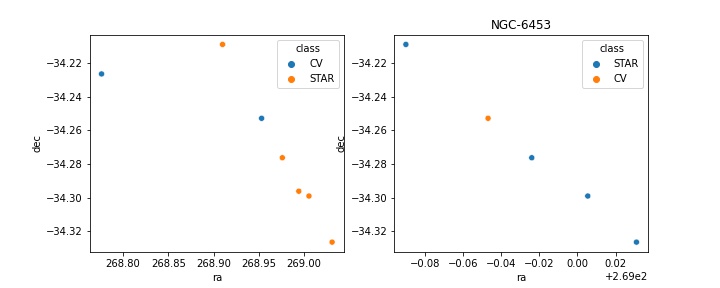 NGC-6453
class
CV
STAR
class
STAR
CV
−34.22
−34.24
−34.26
−34.28
−34.30
−34.32
dec
268.80 268.85 268.90 268.95 269.00
ra
−34.22
−34.24
−34.26
−34.28
−34.30
−34.32
dec
−0.08 −0.06 −0.04 −0.02 0.00 0.02
+2.69e2
ra